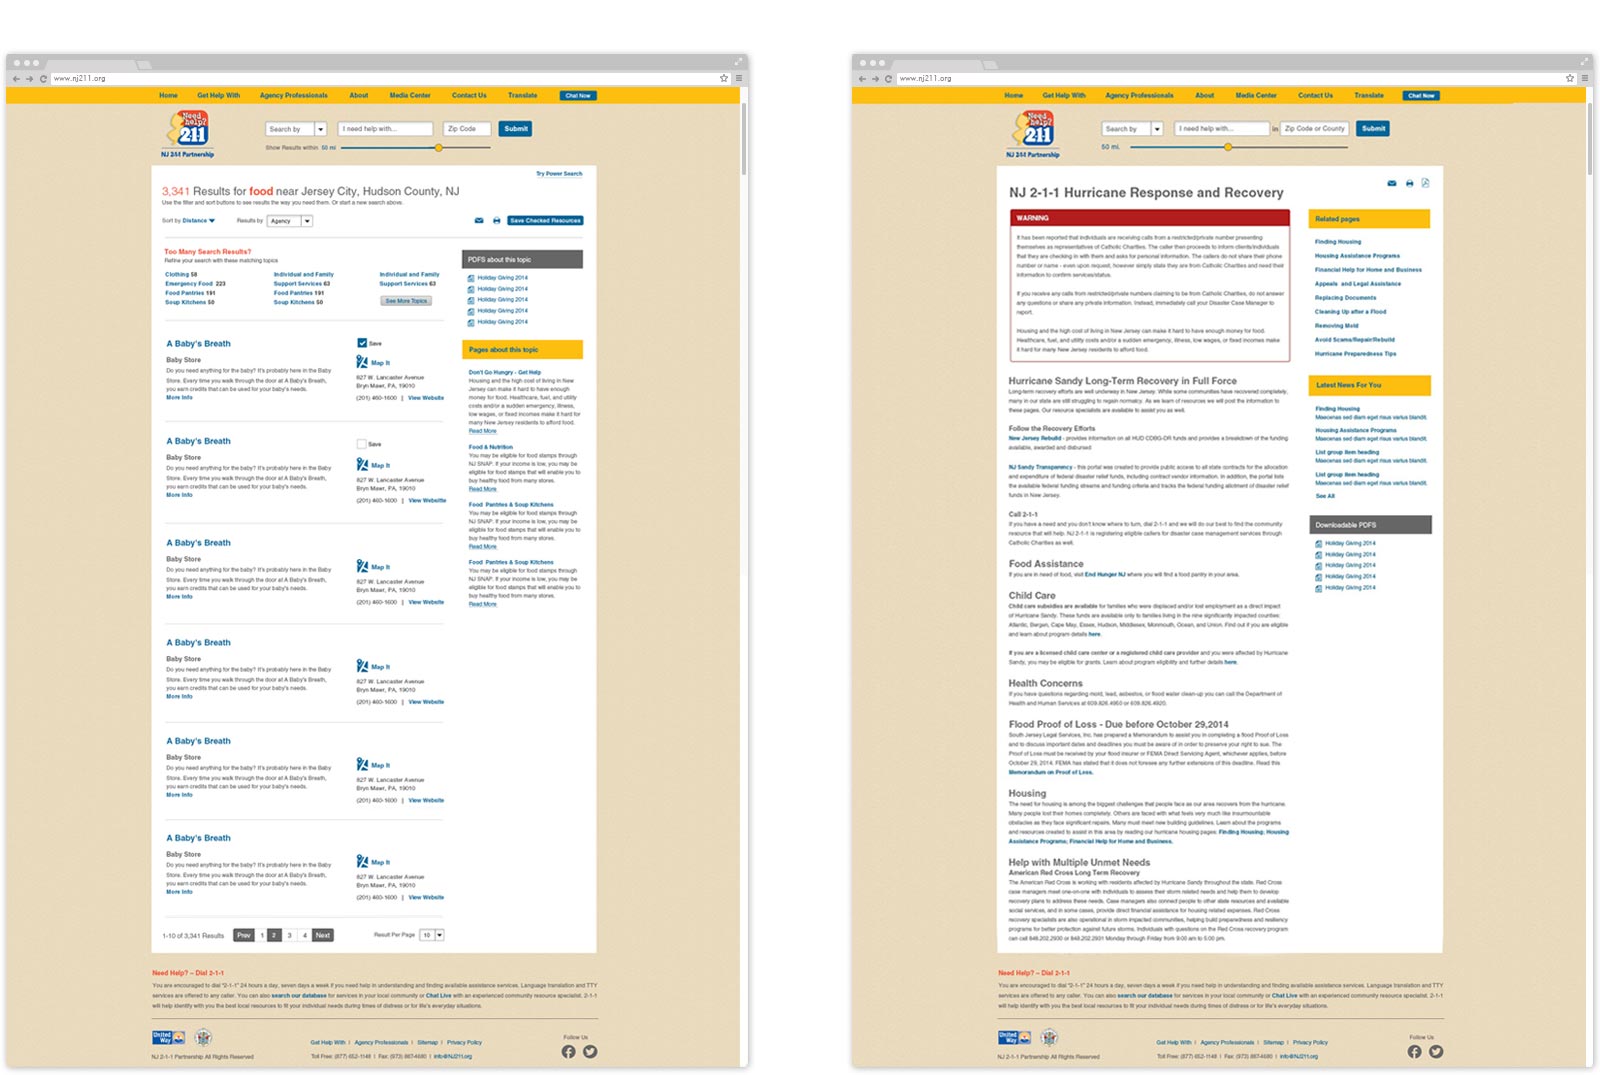 www.nj211.org
Home Get Help With Agency Professionals About Media Center Contact Us Translate Chat Now
Need help? 211
NJ 2-1-1 Partnership
Search by I need help with... Zip Code Submit
Show Results within 50 mi
Try Power Search
3,341 Results for food near Jersey City, Hudson County, NJ
Use the filter and sort buttons to see results the way you need them. Or start a new search above.
Sort by Distance Results by Agency Save Checked Resources
Too Many Search Results?
Refine your search with these matching topics
Clothing 58 Individual and Family Individual and Family
Emergency Food 223 Support Services 63 Support Services 63
Food Pantries 191 Food Pantries 191
Soup Kitchens 50 Soup Kitchens 50 See More Topics
A Baby's Breath
Save
Baby Store
Map It
Do you need anything for the baby? It's probably here in the Baby
Store. Every time you walk through the door at A Baby's Breath,
you earn credits that can be used for your baby's needs.
More Info
827 W. Lancaster Avenue
Bryn Mawr, PA, 19010
(201) 460-1600 | View Website
A Baby's Breath
Save
Baby Store
Map It
Do you need anything for the baby? It's probably here in the Baby
Store. Every time you walk through the door at A Baby's Breath,
you earn credits that can be used for your baby's needs.
More Info
827 W. Lancaster Avenue
Bryn Mawr, PA, 19010
(201) 460-1600 | View Website
A Baby's Breath
Baby Store
Map It
Do you need anything for the baby? It's probably here in the Baby
Store. Every time you walk through the door at A Baby's Breath,
you earn credits that can be used for your baby's needs.
More Info
827 W. Lancaster Avenue
Bryn Mawr, PA, 19010
(201) 460-1600 | View Website
A Baby's Breath
Baby Store
Map It
Do you need anything for the baby? It's probably here in the Baby
Store. Every time you walk through the door at A Baby's Breath,
you earn credits that can be used for your baby's needs.
More Info
827 W. Lancaster Avenue
Bryn Mawr, PA, 19010
(201) 460-1600 | View Website
A Baby's Breath
Baby Store
Map It
Do you need anything for the baby? It's probably here in the Baby
Store. Every time you walk through the door at A Baby's Breath,
you earn credits that can be used for your baby's needs.
More Info
827 W. Lancaster Avenue
Bryn Mawr, PA, 19010
(201) 460-1600 | View Website
A Baby's Breath
Baby Store
Map It
Do you need anything for the baby? It's probably here in the Baby
Store. Every time you walk through the door at A Baby's Breath,
you earn credits that can be used for your baby's needs.
More Info
827 W. Lancaster Avenue
Bryn Mawr, PA, 19010
(201) 460-1600 | View Website
1-10 of 3,341 Results Prev 1 2 3 4 Next Result Per Page 10
PDFS about this topic
Holiday Giving 2014
Holiday Giving 2014
Holiday Giving 2014
Holiday Giving 2014
Holiday Giving 2014
Pages about this topic
Don't Go Hungry - Get Help
Housing and the high cost of living in New
Jersey can make it hard to have enough
money for food. Healthcare, fuel, and utility
costs and/or a sudden emergency, illness,
low wages, or fixed incomes make it hard for
many New Jersey residents to afford food.
Read More
Food & Nutrition
You may be eligible for food stamps through
NJ SNAP. If your income is low, you may be
eligible for food stamps that will enable you to
buy healthy food from many stores.
Read More
Food Pantries & Soup Kitchens
You may be eligible for food stamps through
NJ SNAP. If your income is low, you may be
eligible for food stamps that will enable you to
buy healthy food from many stores.
Read More
Food Pantries & Soup Kitchens
You may be eligible for food stamps through
NJ SNAP. If your income is low, you may be
eligible for food stamps that will enable you to
buy healthy food from many stores.
Read More
Need Help? – Dial 2-1-1
You are encouraged to dial "2-1-1" 24 hours a day, seven days a week if you need help in understanding and finding available assistance services. Language translation and TTY
services are offered to any caller. You can also search our database for services in your local community or Chat Live with an experienced community resource specialist. 2-1-1
will help identify with you the best local resources to fit your individual needs during times of distress or for life's everyday situations.
United Way
NJ 2-1-1 Partnership All Rights Reserved
Get Help With | Agency Professionals | Sitemap | Privacy Policy
Toll Free: (877) 652-1148 | Fax: (973) 887-4680 | info@NJ211.org
Follow Us
www.nj211.org
Home Get Help With Agency Professionals About Media Center Contact Us Translate Chat Now
Need help? 211
NJ 2-1-1 Partnership
Search by I need help with... in Zip Code or County Submit
50 mi.
NJ 2-1-1 Hurricane Response and Recovery
WARNING
It has been reported that individuals are receiving calls from a restricted/private number presenting
themselves as representatives of Catholic Charities. The caller then proceeds to inform clients/individuals
that they are checking in with them and asks for personal information. The callers do not share their phone
number or name - even upon request, however simply state they are from Catholic Charities and need their
information to confirm services/status.
If you receive any calls from restricted/private numbers claiming to be from Catholic Charities, do not answer
any questions or share any private information. Instead, immediately call your Disaster Case Manager to
report.
Housing and the high cost of living in New Jersey can make it hard to have enough money for food.
Healthcare, fuel, and utility costs and/or a sudden emergency, illness, low wages, or fixed incomes make
it hard for many New Jersey residents to afford food.
Hurricane Sandy Long-Term Recovery in Full Force
Long-term recovery efforts are well underway in New Jersey. While some communities have recovered completely,
many in our state are still struggling to regain normalcy. As we learn of resources we will post the information to
these pages. Our resource specialists are available to assist you as well.
Follow the Recovery Efforts
New Jersey Rebuild - provides information on all HUD CDBG-DR funds and provides a breakdown of the funding
available, awarded and disbursed
NJ Sandy Transparency - this portal was created to provide public access to all state contracts for the allocation
and expenditure of federal disaster relief funds, including contract vendor information. In addition, the portal lists
the available federal funding streams and funding criteria and tracks the federal funding allotment of disaster relief
funds in New Jersey.
Call 2-1-1
If you have a need and you don't know where to turn, dial 2-1-1 and we will do our best to find the community
resource that will help. NJ 2-1-1 is registering eligible callers for disaster case management services through
Catholic Charities as well.
Food Assistance
If you are in need of food, visit End Hunger NJ where you will find a food pantry in your area.
Child Care
Child care subsidies are available for families who were displaced and/or lost employment as a direct impact
of Hurricane Sandy. These funds are available only to families living in the nine significantly impacted counties:
Atlantic, Bergen, Cape May, Essex, Hudson, Middlesex, Monmouth, Ocean, and Union. Find out if you are eligible
and learn about program details here.
If you are a licensed child care center or a registered child care provider and you were affected by Hurricane
Sandy, you may be eligible for grants. Learn about program eligibility and further details here.
Health Concerns
If you have questions regarding mold, lead, asbestos, or flood water clean-up you can call the Department of
Health and Human Services at 609.826.4950 or 609.826.4920.
Flood Proof of Loss - Due before October 29,2014
South Jersey Legal Services, Inc. has prepared a Memorandum to assist you in completing a flood Proof of Loss
and to discuss important dates and deadlines you must be aware of in order to preserve your right to sue. The
Proof of Loss must be received by your flood insurer or FEMA Direct Servicing Agent, whichever applies, before
October 29, 2014. FEMA has stated that it does not foresee any further extensions of this deadline. Read this
Memorandum on Proof of Loss.
Housing
The need for housing is among the biggest challenges that people face as our area recovers from the hurricane.
Many people lost their homes completely. Others are faced with what feels very much like insurmountable
obstacles as they face significant repairs. Many must meet new building guidelines. Learn about the programs
and resources created to assist in this area by reading our hurricane housing pages: Finding Housing; Housing
Assistance Programs; Financial Help for Home and Business.
Help with Multiple Unmet Needs
American Red Cross Long Term Recovery
The American Red Cross is working with residents affected by Hurricane Sandy throughout the state. Red Cross
case managers meet one-on-one with individuals to assess their storm related needs and help them to develop
recovery plans to address these needs. Case managers also connect people to other state resources and available
social services, and in some cases, provide direct financial assistance for housing related expenses. Red Cross
recovery specialists are also operational in storm impacted communities, helping build preparedness and resiliency
programs for better protection against future storms. Individuals with questions on the Red Cross recovery program
can call 848.202.2930 or 848.202.2931 Monday through Friday from 9:00 am to 5:00 pm.
Related pages
Finding Housing
Housing Assistance Programs
Financial Help for Home and Business
Appeals and Legal Assistance
Replacing Documents
Cleaning Up after a Flood
Removing Mold
Avoid Scams/Repair/Rebuild
Hurricane Preparedness Tips
Latest News For You
Finding Housing
Maecenas sed diam eget risus varius blandit.
Housing Assistance Programs
Maecenas sed diam eget risus varius blandit.
List group item heading
Maecenas sed diam eget risus varius blandit.
List group item heading
Maecenas sed diam eget risus varius blandit.
See All
Downloadable PDFS
Holiday Giving 2014
Holiday Giving 2014
Holiday Giving 2014
Holiday Giving 2014
Holiday Giving 2014
Need Help? – Dial 2-1-1
You are encouraged to dial "2-1-1" 24 hours a day, seven days a week if you need help in understanding and finding available assistance services. Language translation and TTY
services are offered to any caller. You can also search our database for services in your local community or Chat Live with an experienced community resource specialist. 2-1-1
will help identify with you the best local resources to fit your individual needs during times of distress or for life's everyday situations.
United Way
NJ 2-1-1 Partnership All Rights Reserved
Get Help With | Agency Professionals | Sitemap | Privacy Policy
Toll Free: (877) 652-1148 | Fax: (973) 887-4680 | info@NJ211.org
Follow Us